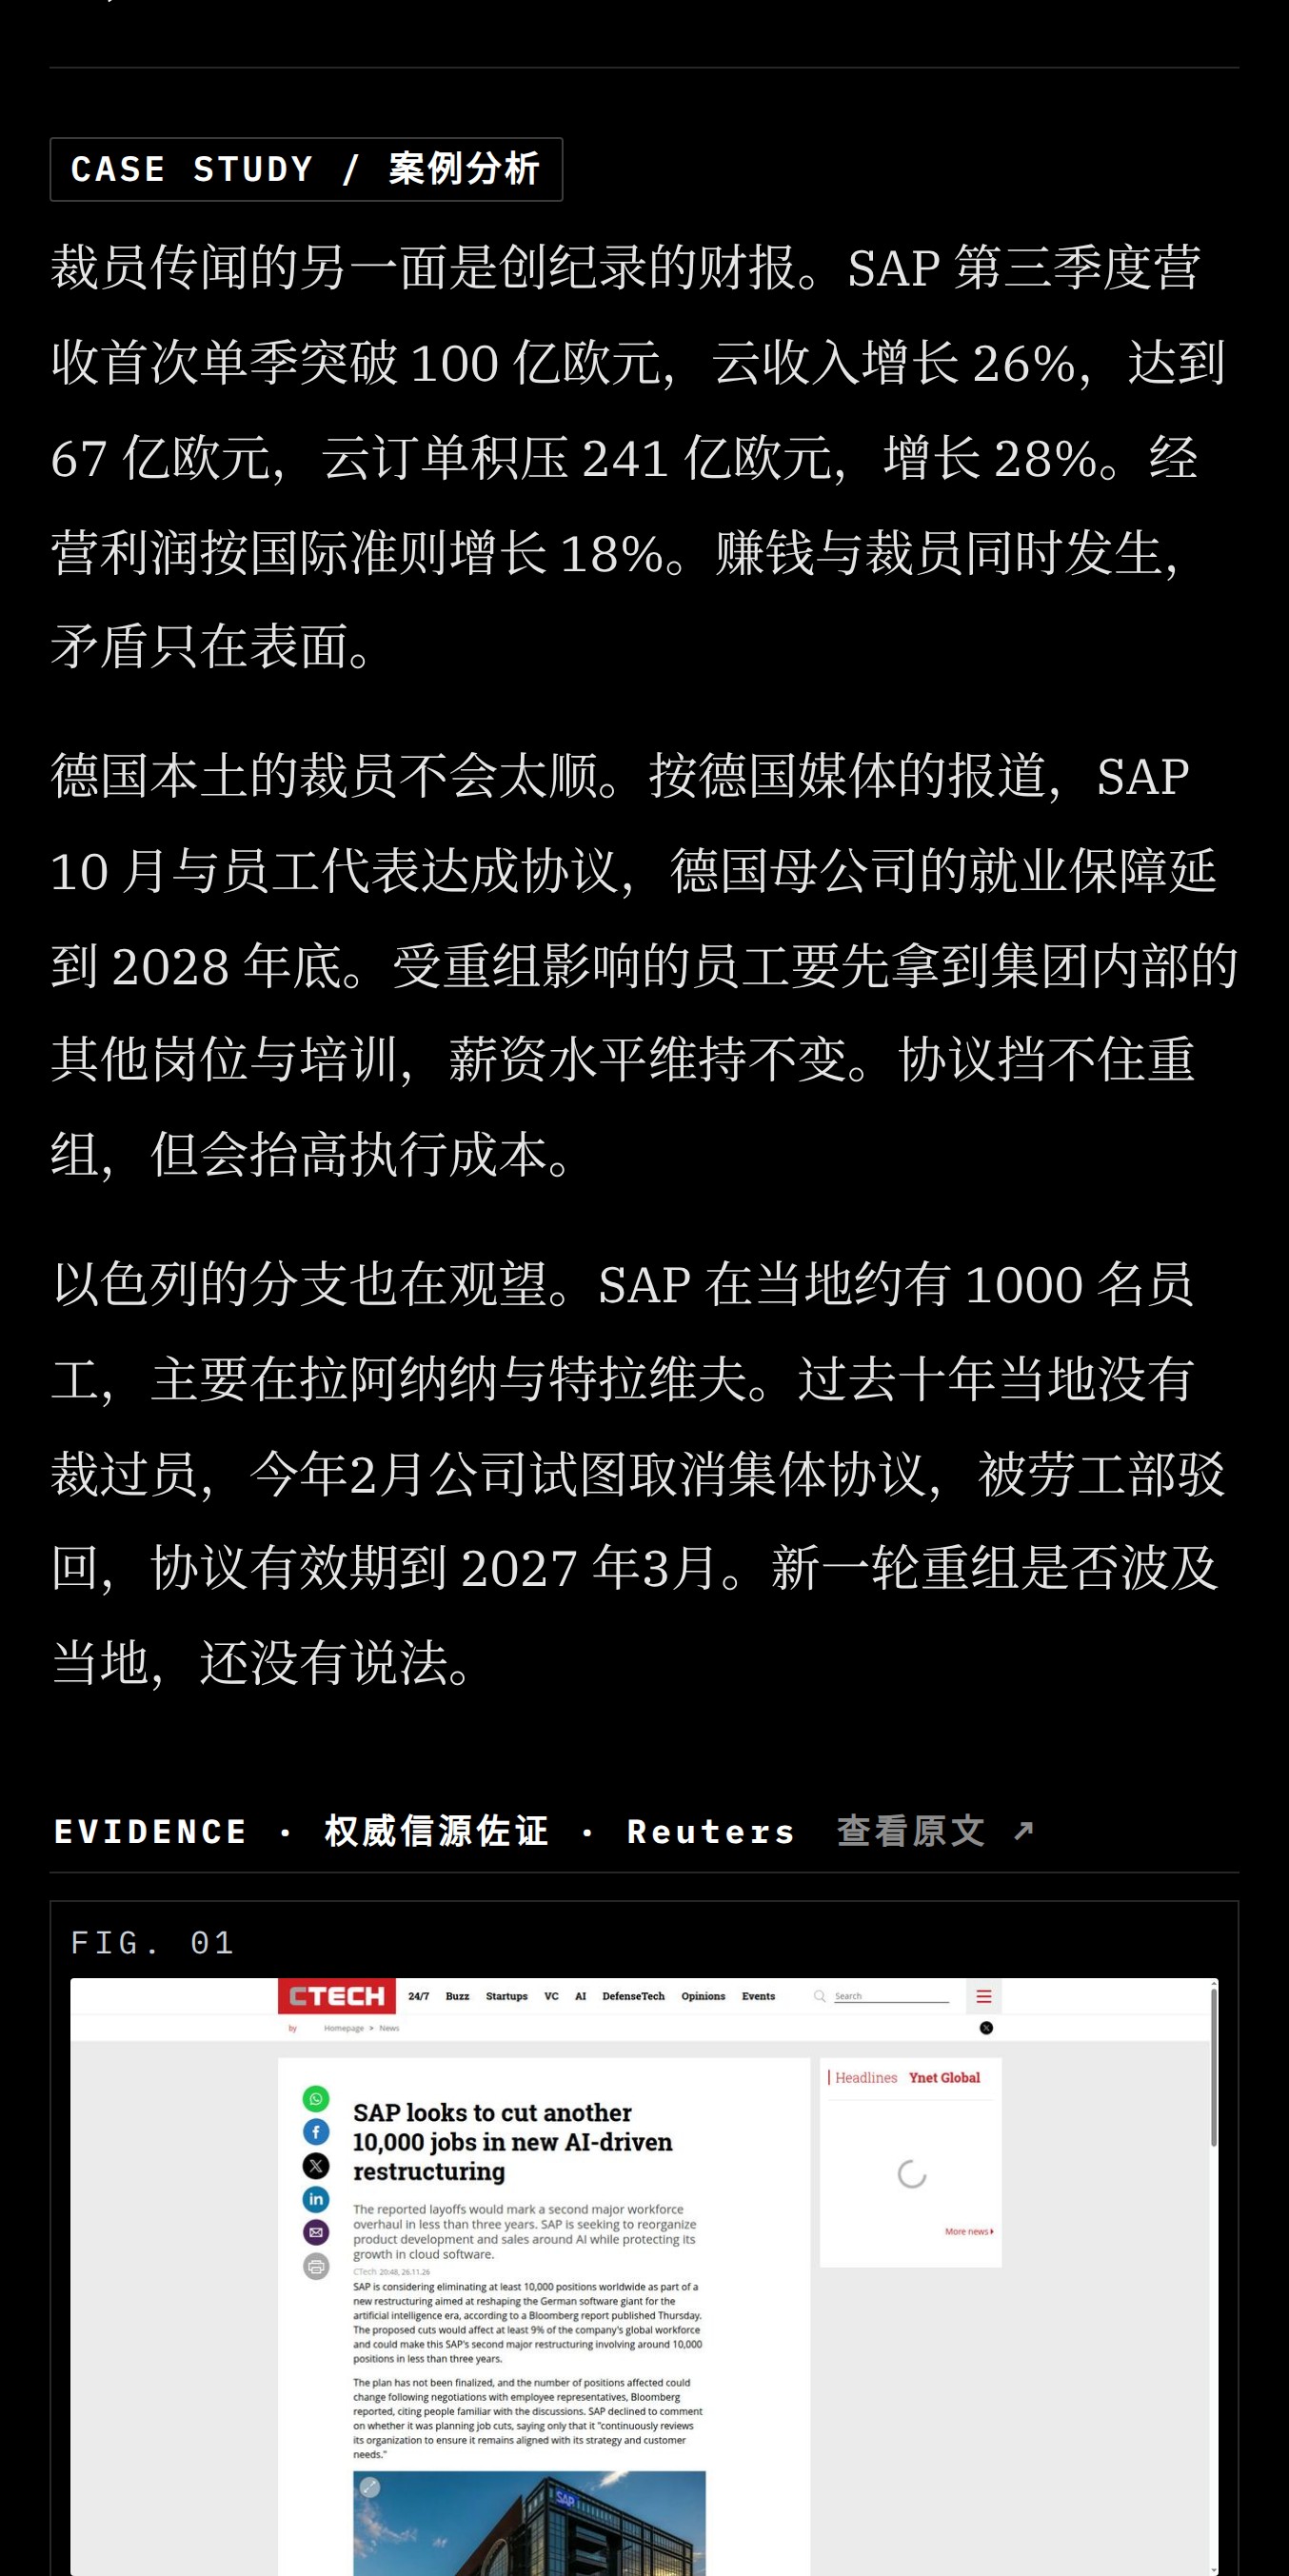 CASE STUDY / 案例分析
裁员传闻的另一面是创纪录的财报。SAP 第三季度营
收首次单季突破 100 亿欧元，云收入增长 26%，达到
67 亿欧元，云订单积压 241 亿欧元，增长 28%。经
营利润按国际准则增长 18%。赚钱与裁员同时发生，
矛盾只在表面。
德国本土的裁员不会太顺。按德国媒体的报道，SAP
10 月与员工代表达成协议，德国母公司的就业保障延
到 2028 年底。受重组影响的员工要先拿到集团内部的
其他岗位与培训，薪资水平维持不变。协议挡不住重
组，但会抬高执行成本。
以色列的分支也在观望。SAP 在当地约有 1000 名员
工，主要在拉阿纳纳与特拉维夫。过去十年当地没有
裁过员，今年2月公司试图取消集体协议，被劳工部驳
回，协议有效期到 2027 年3月。新一轮重组是否波及
当地，还没有说法。
EVIDENCE · 权威信源佐证 · Reuters 查看原文 ↗
FIG. 01
CTECH 24/7 Buzz Startups VC AI DefenseTech Opinions Events Search
by Homepage > News
Headlines Ynet Global
SAP looks to cut another
10,000 jobs in new AI-driven
restructuring
The reported layoffs would mark a second major workforce
overhaul in less than three years. SAP is seeking to reorganize
product development and sales around AI while protecting its
growth in cloud software.
More news
CTech 20:48, 26.11.26
SAP is considering eliminating at least 10,000 positions worldwide as part of a
new restructuring aimed at reshaping the German software giant for the
artificial intelligence era, according to a Bloomberg report published Thursday.
The proposed cuts would affect at least 9% of the company's global workforce
and could make this SAP's second major restructuring involving around 10,000
positions in less than three years.
The plan has not been finalized, and the number of positions affected could
change following negotiations with employee representatives, Bloomberg
reported, citing people familiar with the discussions. SAP declined to comment
on whether it was planning job cuts, saying only that it "continuously reviews
its organization to ensure it remains aligned with its strategy and customer
needs."
SAP